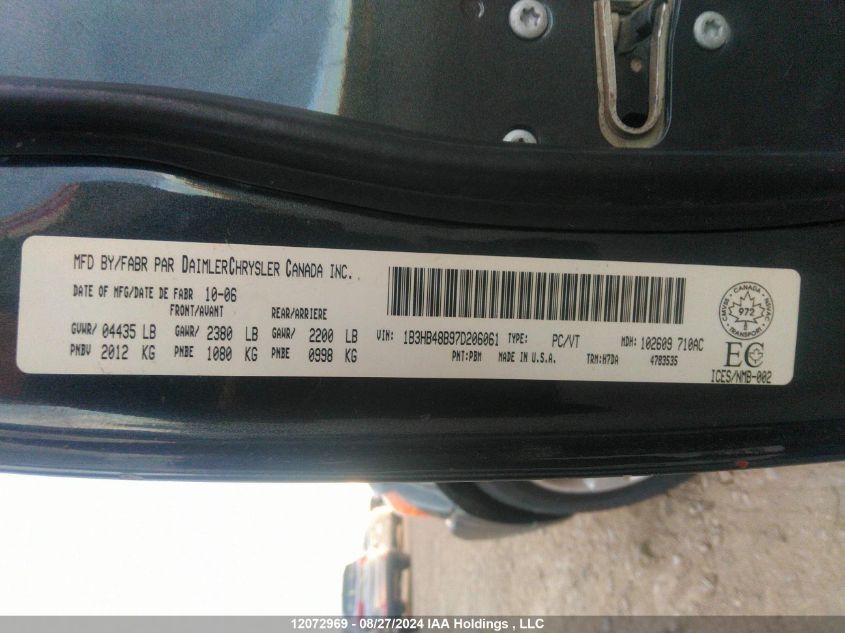 MFD BY/FABR PAR DAIMLERCHRYSLER CANADA INC.
DATE OF MFG/DATE DE FABR 10-06
FRONT/AVANT REAR/ARRIERE
GVWR/ 04435 LB GAWR/ 2380 LB GAWR/ 2200 LB
PNBV 2012 KG PNBE 1080 KG PNBE 0998 KG
VIN: 1B3HB48B97D206061 TYPE: PC/VT MDH: 102609 710AC
PNT:PBM MADE IN U.S.A. TRM:H7DA 4783535
CANADA
CMVSS 972 NSVAC
TRANSPORT
EC
ICES/NMB-002
12072969 - 08/27/2024 IAA Holdings , LLC